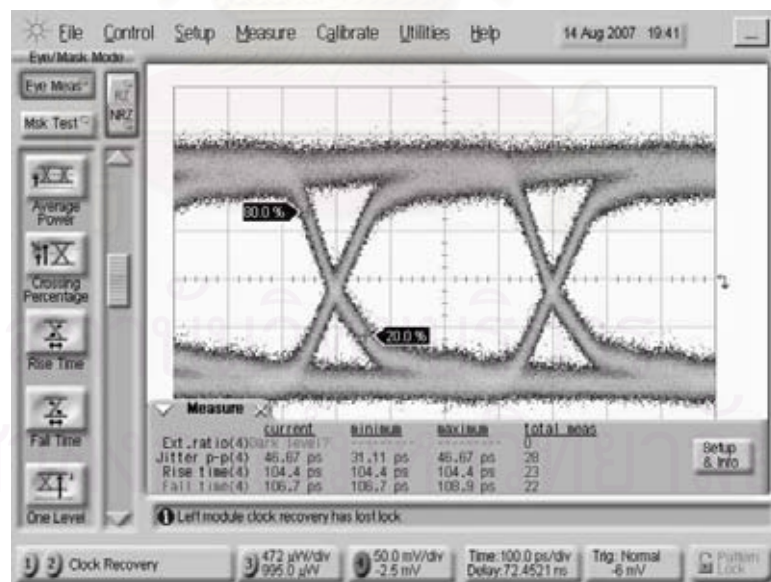 File Control Setup Measure Calibrate Utilities Help 14 Aug 2007 19:41
Eye/Mask Mode
Eye Meas
RZ
NRZ
Msk Test
Average
Power
Crossing
Percentage
Rise Time
Fall Time
One Level
80.0 %
20.0 %
Measure
current minimum maximum total meas
Ext.ratio(4) Dark level? --------- --------- 0
Jitter p-p(4) 46.67 ps 31.11 ps 46.67 ps 28
Rise time(4) 104.4 ps 104.4 ps 104.4 ps 23
Fall time(4) 106.7 ps 106.7 ps 108.9 ps 22
Setup
& Info
Left module clock recovery has lost lock
1) 2) Clock Recovery
3) 472 µW/div
995.0 µW
50.0 mV/div
-2.5 mV
Time:100.0 ps/div
Delay:72.4521 ns
Trig: Normal
-6 mV
Pattern
Lock